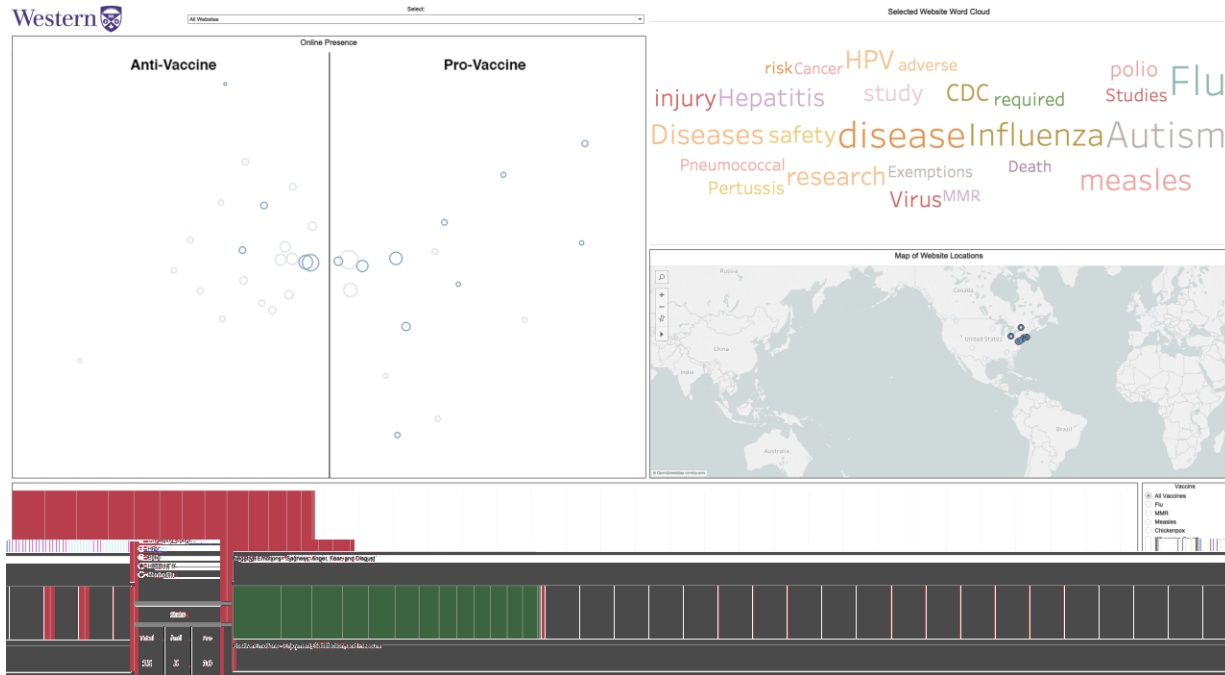 Western
Select:
All Websites
Online Presence
Anti-Vaccine
Pro-Vaccine
Selected Website Word Cloud
risk Cancer HPV adverse polio Flu
injury Hepatitis study CDC required Studies
Diseases safety disease Influenza Autism
Pneumococcal research Exemptions Death measles
Pertussis Virus MMR
Map of Website Locations
Russia
Canada
United States
China
India
Brazil
Australia
Vaccine
All Vaccines
Flu
MMR
Measles
Chickenpox